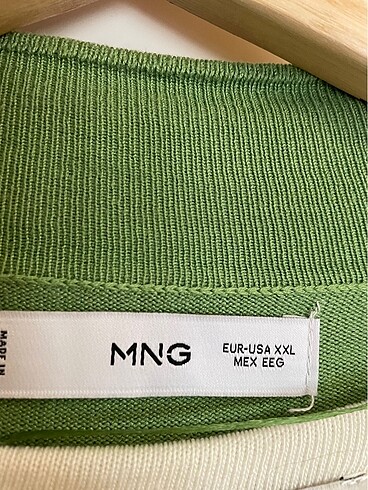 MADE IN
MNG
EUR-USA XXL
MEX EEG